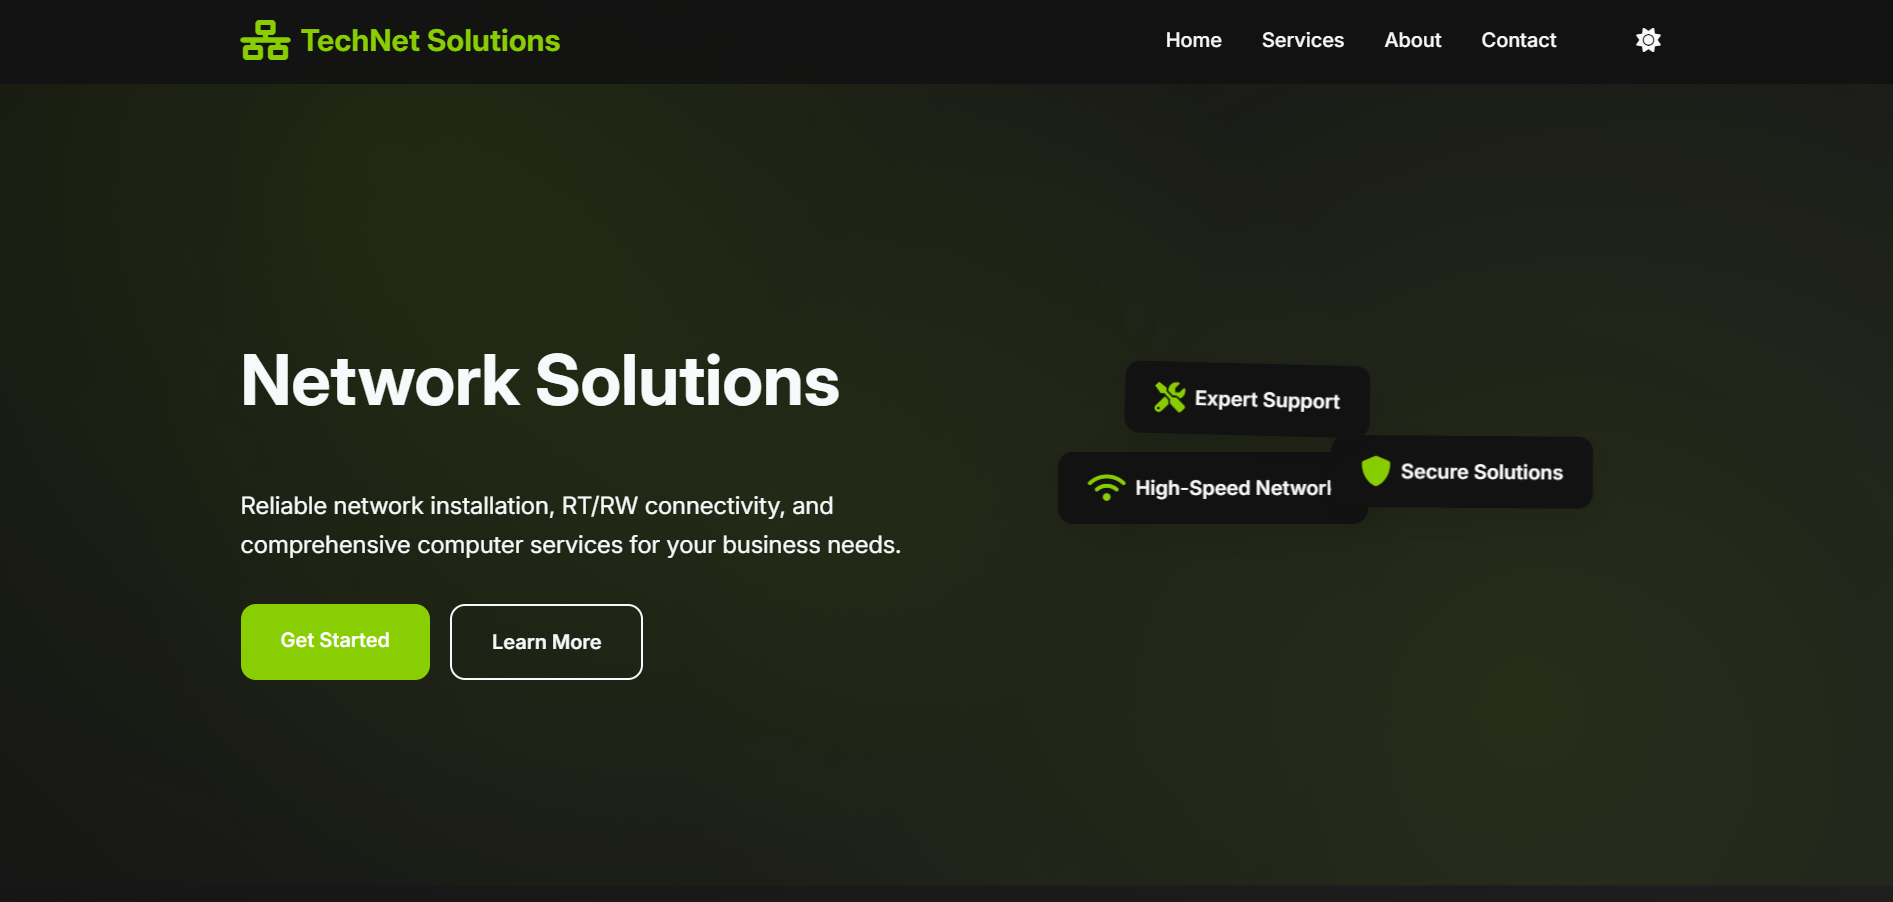 TechNet Solutions
Home
Services
About
Contact
Network Solutions
Reliable network installation, RT/RW connectivity, and
comprehensive computer services for your business needs.
Get Started
Learn More
Expert Support
Secure Solutions
High-Speed Network